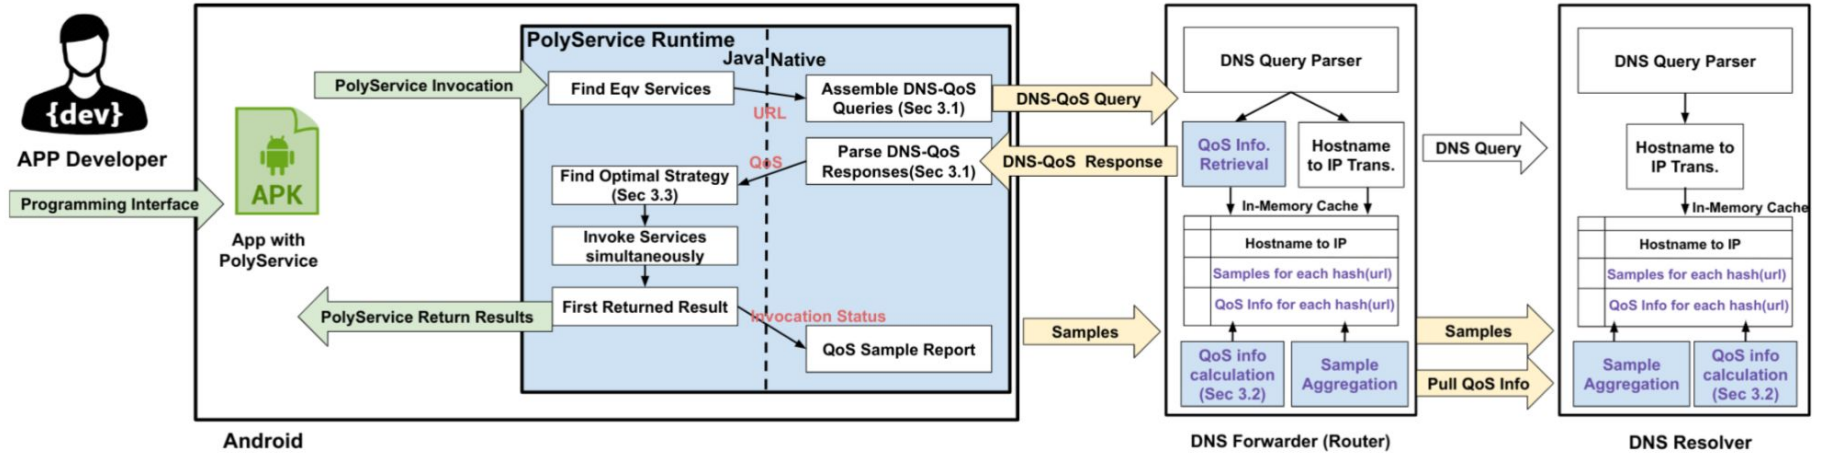 {dev}
APP Developer
Programming Interface
APK
App with
PolyService
Android
PolyService Invocation
PolyService Return Results
PolyService Runtime
Java
Native
Find Eqv Services
URL
Assemble DNS-QoS
Queries (Sec 3.1)
QoS
Parse DNS-QoS
Responses(Sec 3.1)
Find Optimal Strategy
(Sec 3.3)
Invoke Services
simultaneously
First Returned Result
Invocation Status
QoS Sample Report
DNS-QoS Query
DNS-QoS Response
Samples
DNS Query Parser
QoS Info.
Retrieval
Hostname
to IP Trans.
In-Memory Cache
Hostname to IP
Samples for each hash(url)
QoS Info for each hash(url)
QoS info
calculation
(Sec 3.2)
Sample
Aggregation
DNS Forwarder (Router)
DNS Query
Samples
Pull QoS Info
DNS Query Parser
Hostname to
IP Trans.
In-Memory Cache
Hostname to IP
Samples for each hash(url)
QoS Info for each hash(url)
Sample
Aggregation
QoS info
calculation
(Sec 3.2)
DNS Resolver